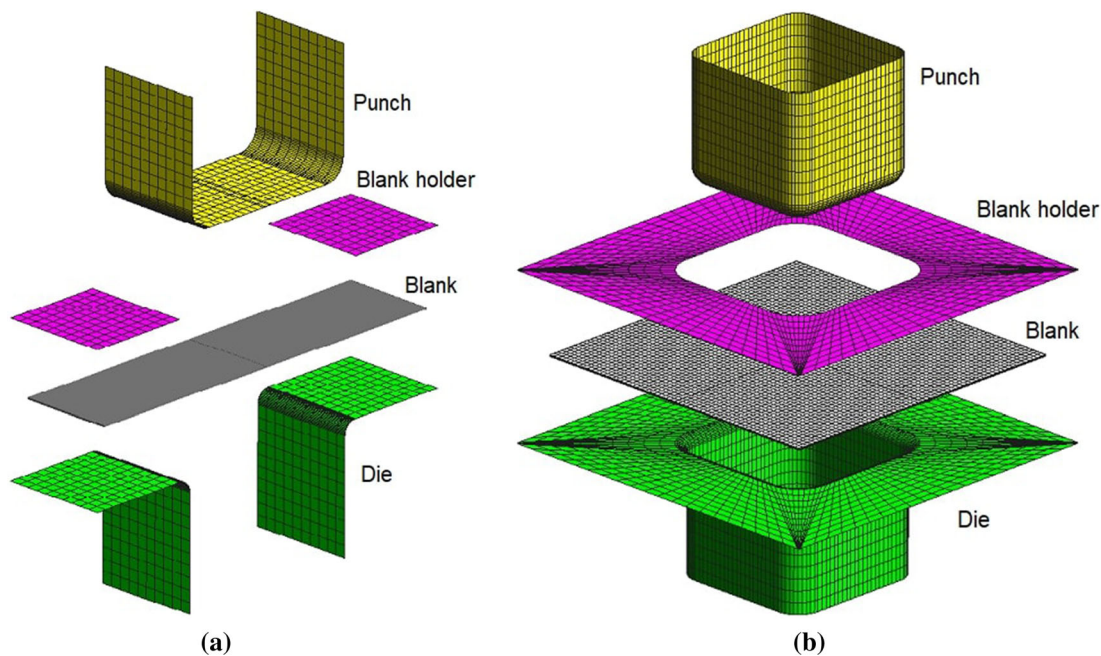 Punch
Blank holder
Blank
Die
(a)
Punch
Blank holder
Blank
Die
(b)